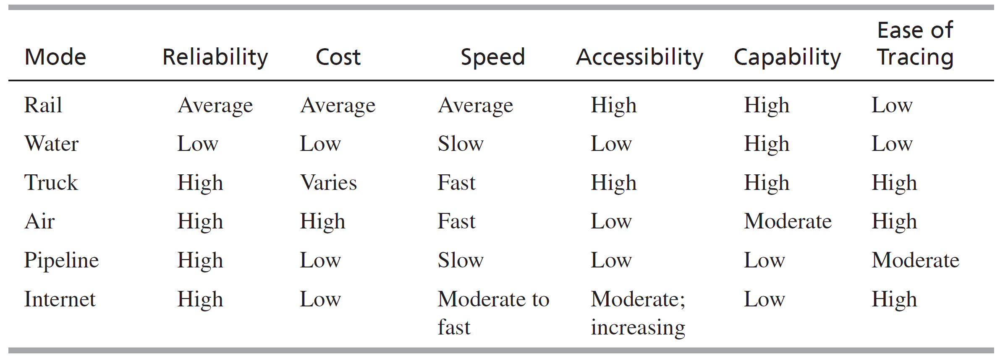 Mode Reliability Cost Speed Accessibility Capability Ease of Tracing
Rail Average Average Average High High Low
Water Low Low Slow Low High Low
Truck High Varies Fast High High High
Air High High Fast Low Moderate High
Pipeline High Low Slow Low Low Moderate
Internet High Low Moderate to fast Moderate; increasing Low High